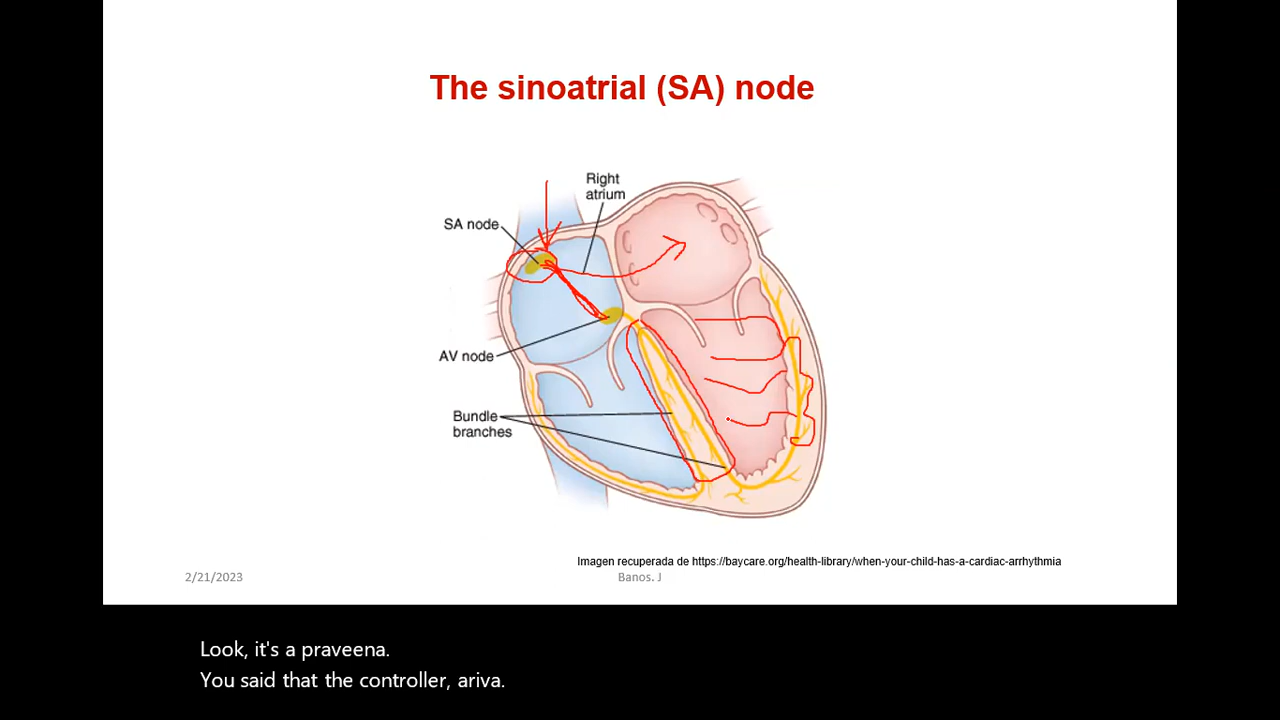 The sinoatrial (SA) node
Right
atrium
SA node
AV node
Bundle
branches
Imagen recuperada de https://baycare.org/health-library/when-your-child-has-a-cardiac-arrhythmia
2/21/2023
Banos. J
Look, it's a praveena.
You said that the controller, ariva.